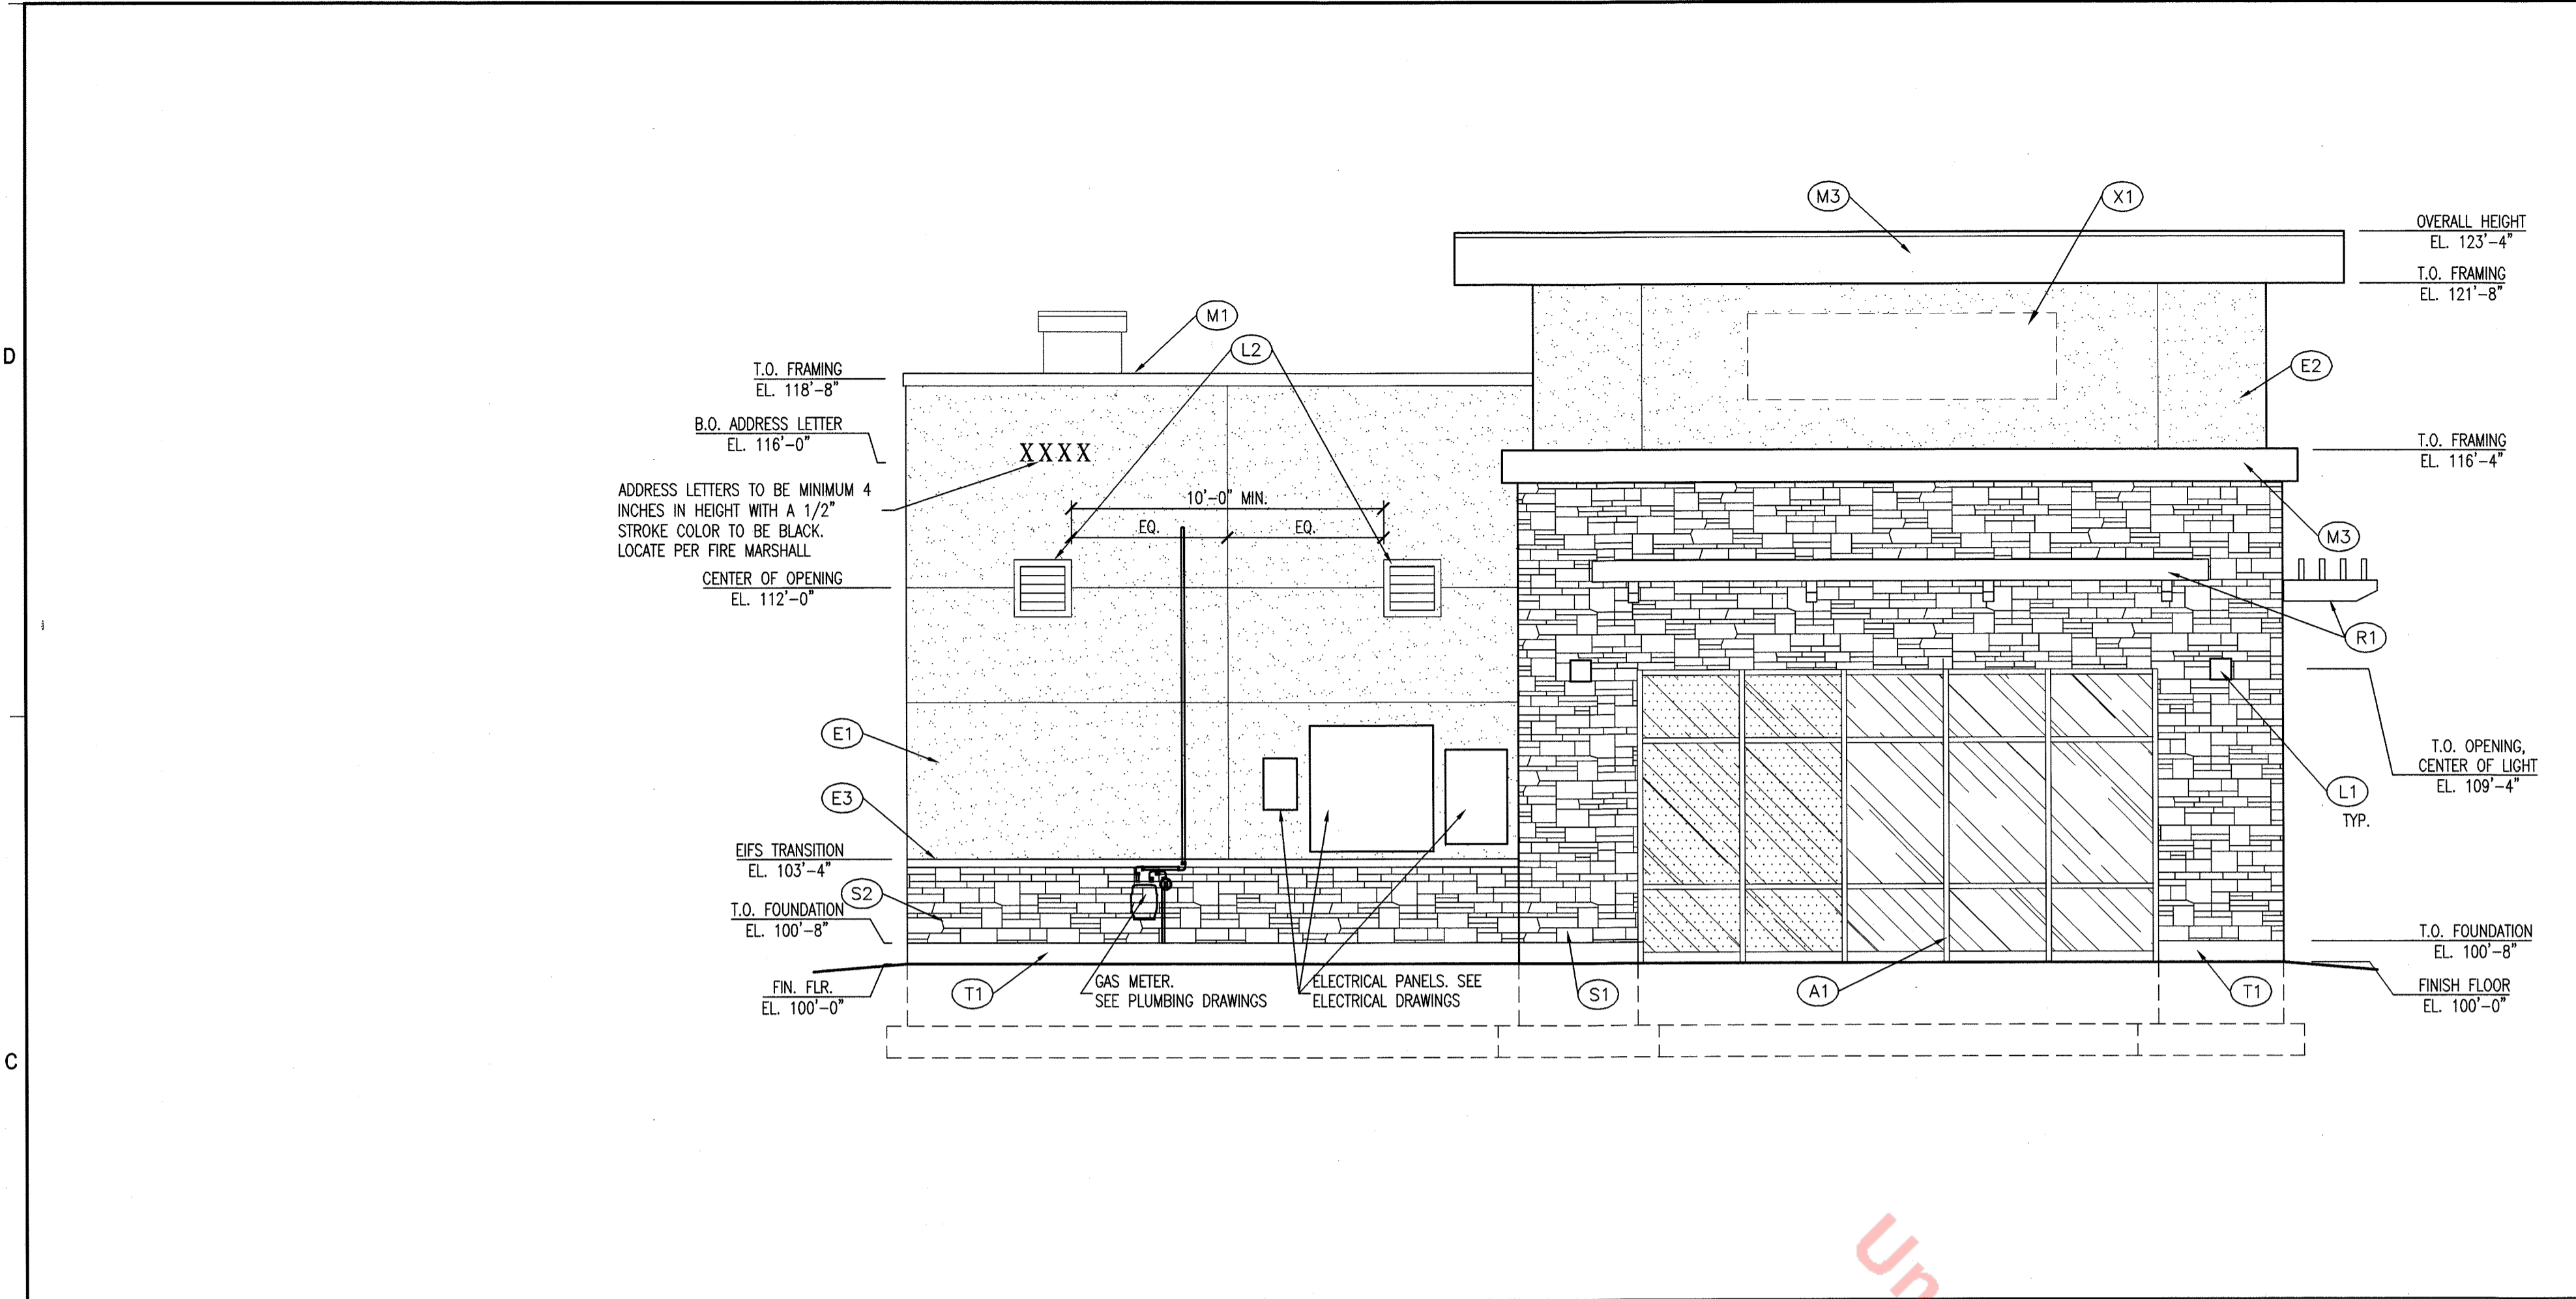 M3
X1
OVERALL HEIGHT
EL. 123'-4"
T.O. FRAMING
EL. 121'-8"
M1
L2
D
T.O. FRAMING
EL. 118'-8"
E2
B.O. ADDRESS LETTER
EL. 116'-0"
XXXX
T.O. FRAMING
EL. 116'-4"
ADDRESS LETTERS TO BE MINIMUM 4
INCHES IN HEIGHT WITH A 1/2"
STROKE COLOR TO BE BLACK.
LOCATE PER FIRE MARSHALL
10'-0" MIN.
EQ.
EQ.
M3
CENTER OF OPENING
EL. 112'-0"
R1
E1
T.O. OPENING,
CENTER OF LIGHT
EL. 109'-4"
E3
L1
TYP.
EIFS TRANSITION
EL. 103'-4"
S2
T.O. FOUNDATION
EL. 100'-8"
T.O. FOUNDATION
EL. 100'-8"
FIN. FLR.
EL. 100'-0"
T1
GAS METER.
SEE PLUMBING DRAWINGS
ELECTRICAL PANELS. SEE
ELECTRICAL DRAWINGS
S1
A1
T1
FINISH FLOOR
EL. 100'-0"
C
Un